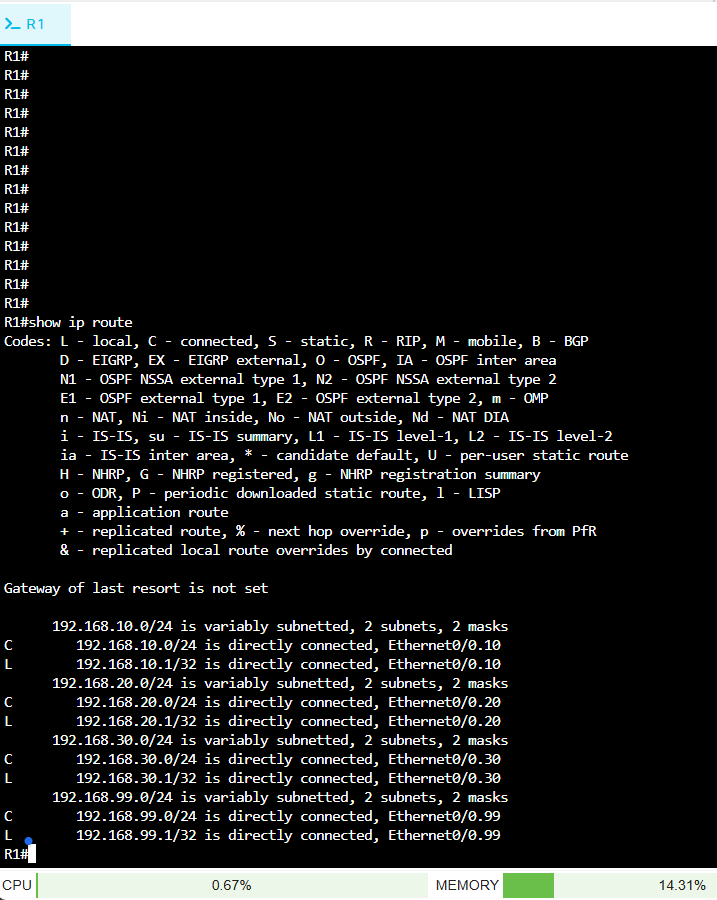 >_ R1
R1#
R1#
R1#
R1#
R1#
R1#
R1#
R1#
R1#
R1#
R1#
R1#
R1#
R1#
R1#show ip route
Codes: L - local, C - connected, S - static, R - RIP, M - mobile, B - BGP
       D - EIGRP, EX - EIGRP external, O - OSPF, IA - OSPF inter area
       N1 - OSPF NSSA external type 1, N2 - OSPF NSSA external type 2
       E1 - OSPF external type 1, E2 - OSPF external type 2, m - OMP
       n - NAT, Ni - NAT inside, No - NAT outside, Nd - NAT DIA
       i - IS-IS, su - IS-IS summary, L1 - IS-IS level-1, L2 - IS-IS level-2
       ia - IS-IS inter area, * - candidate default, U - per-user static route
       H - NHRP, G - NHRP registered, g - NHRP registration summary
       o - ODR, P - periodic downloaded static route, l - LISP
       a - application route
       + - replicated route, % - next hop override, p - overrides from PfR
       & - replicated local route overrides by connected

Gateway of last resort is not set

      192.168.10.0/24 is variably subnetted, 2 subnets, 2 masks
C        192.168.10.0/24 is directly connected, Ethernet0/0.10
L        192.168.10.1/32 is directly connected, Ethernet0/0.10
      192.168.20.0/24 is variably subnetted, 2 subnets, 2 masks
C        192.168.20.0/24 is directly connected, Ethernet0/0.20
L        192.168.20.1/32 is directly connected, Ethernet0/0.20
      192.168.30.0/24 is variably subnetted, 2 subnets, 2 masks
C        192.168.30.0/24 is directly connected, Ethernet0/0.30
L        192.168.30.1/32 is directly connected, Ethernet0/0.30
      192.168.99.0/24 is variably subnetted, 2 subnets, 2 masks
C        192.168.99.0/24 is directly connected, Ethernet0/0.99
L        192.168.99.1/32 is directly connected, Ethernet0/0.99
R1#
CPU 0.67% MEMORY 14.31%